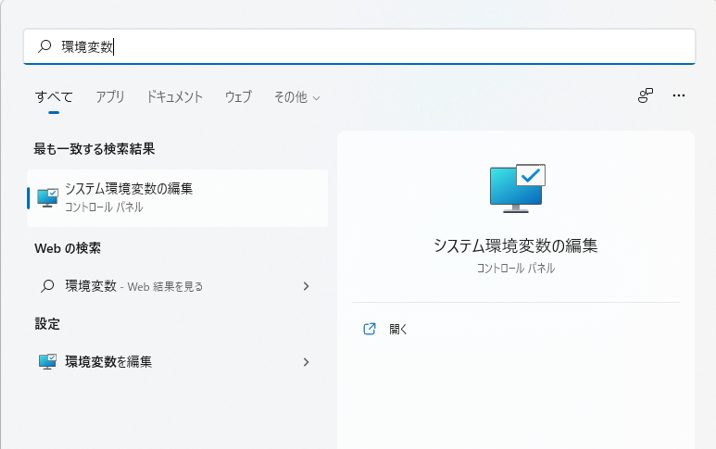 環境変数
すべて アプリ ドキュメント ウェブ その他
最も一致する検索結果
システム環境変数の編集
コントロール パネル
Web の検索
環境変数 - Web 結果を見る
設定
環境変数を編集
システム環境変数の編集
コントロール パネル
開く